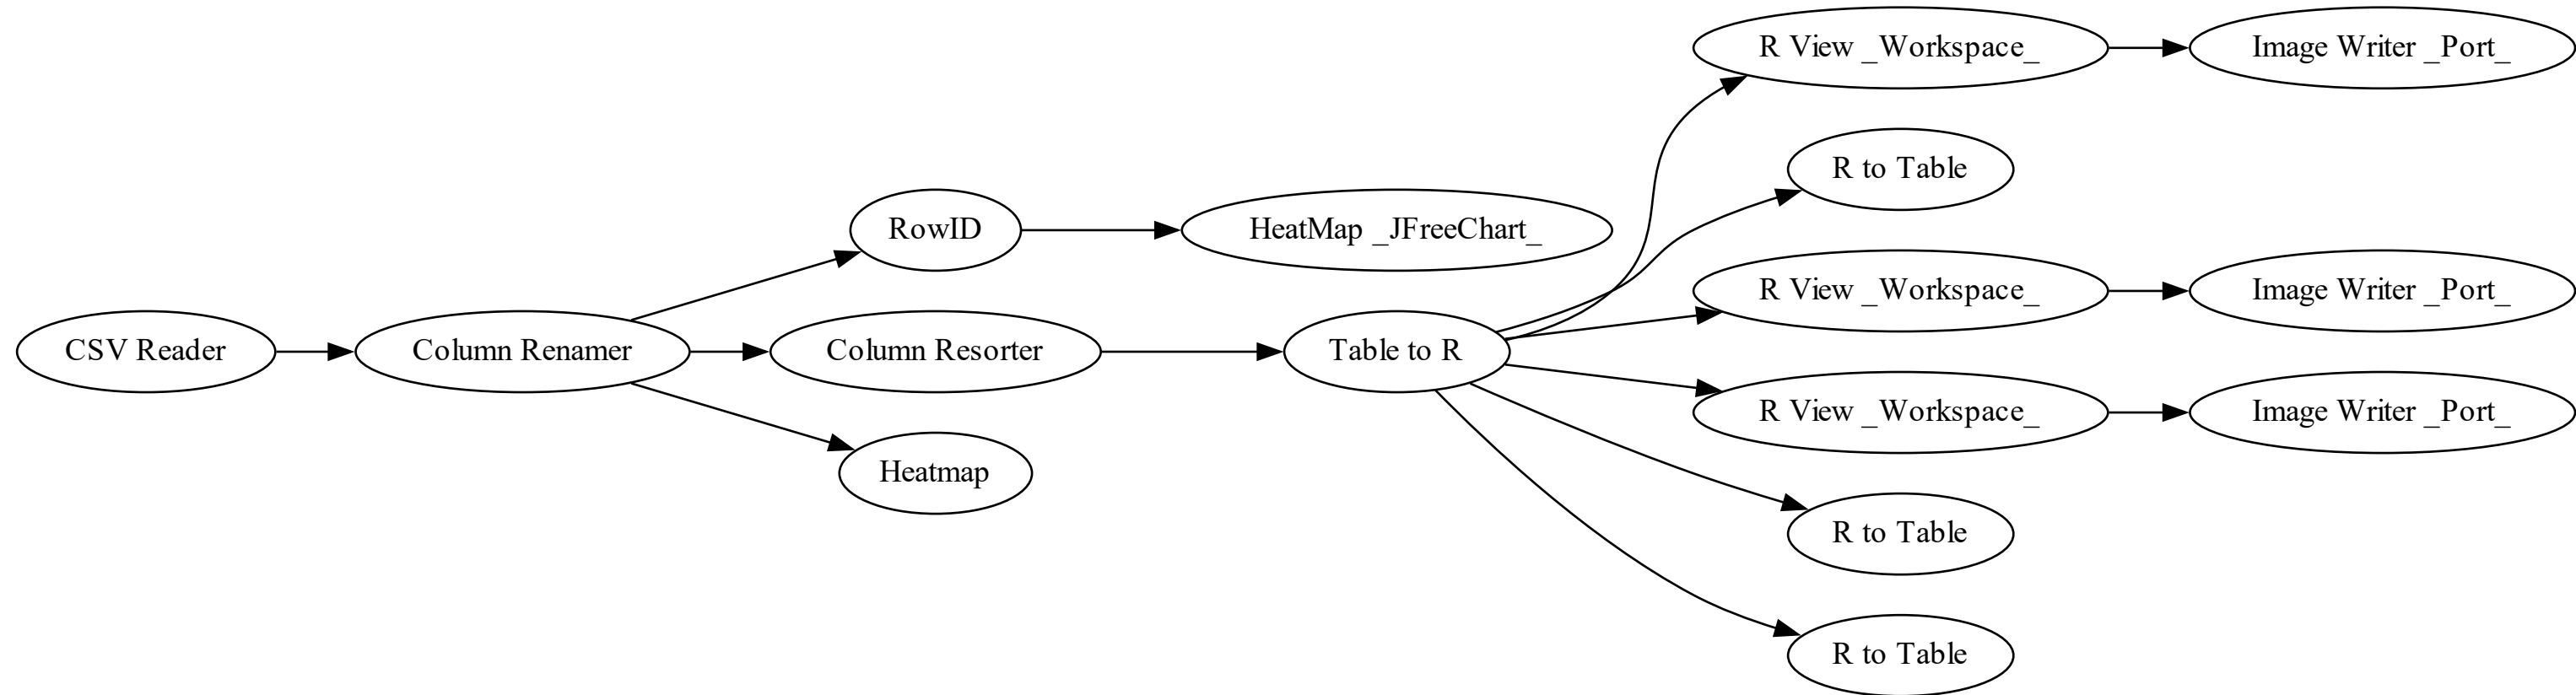 CSV Reader
Column Renamer
RowID
Column Resorter
Heatmap
HeatMap _JFreeChart_
Table to R
R View _Workspace_
R to Table
R View _Workspace_
R View _Workspace_
R to Table
R to Table
Image Writer _Port_
Image Writer _Port_
Image Writer _Port_